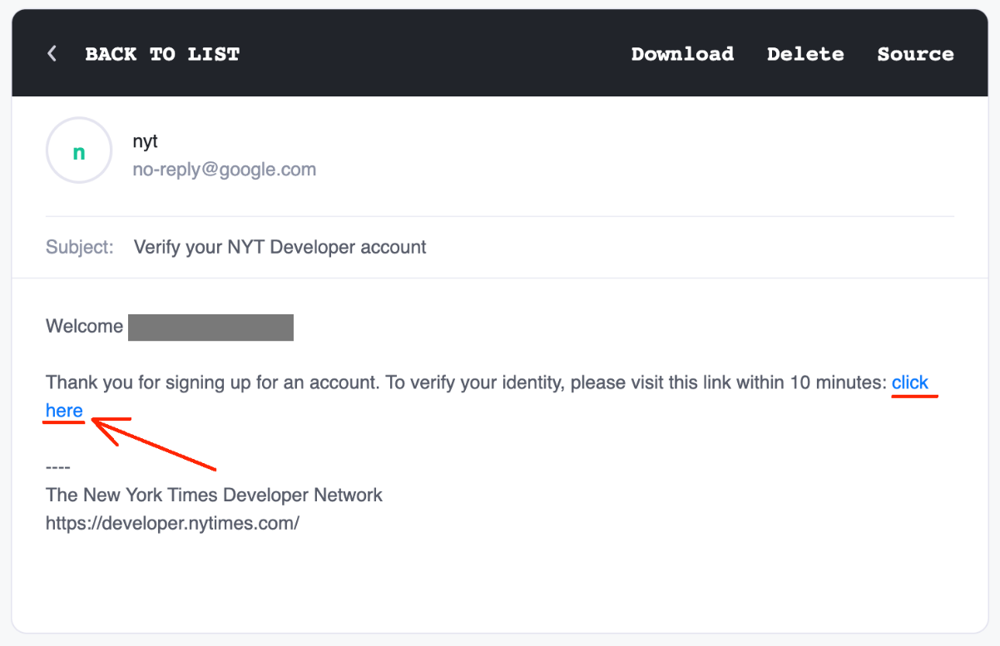 BACK TO LIST Download Delete Source
n
nyt
no-reply@google.com
Subject: Verify your NYT Developer account
Welcome
Thank you for signing up for an account. To verify your identity, please visit this link within 10 minutes: click
here
----
The New York Times Developer Network
https://developer.nytimes.com/